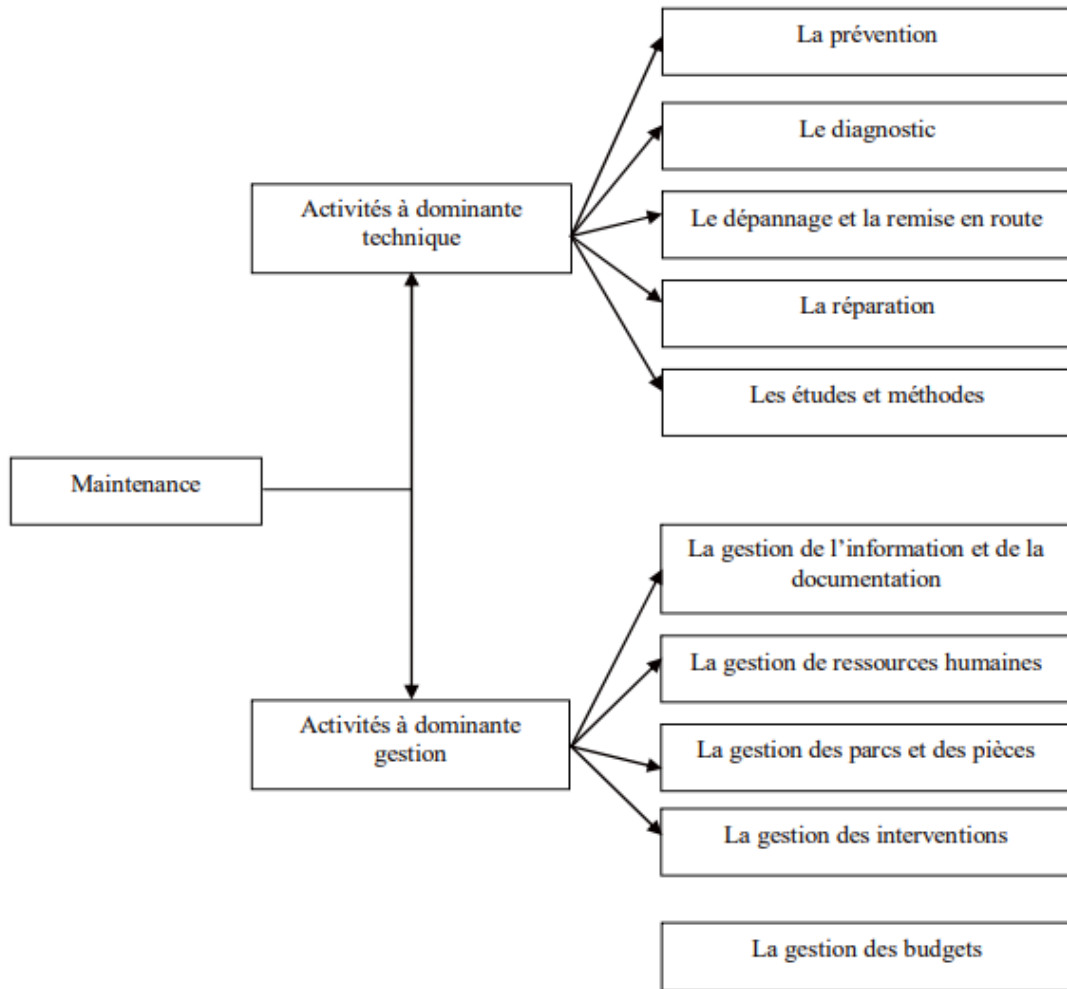 La prévention
Le diagnostic
Activités à dominante
technique
Le dépannage et la remise en route
La réparation
Les études et méthodes
Maintenance
La gestion de l’information et de la
documentation
La gestion de ressources humaines
Activités à dominante
gestion
La gestion des parcs et des pièces
La gestion des interventions
La gestion des budgets